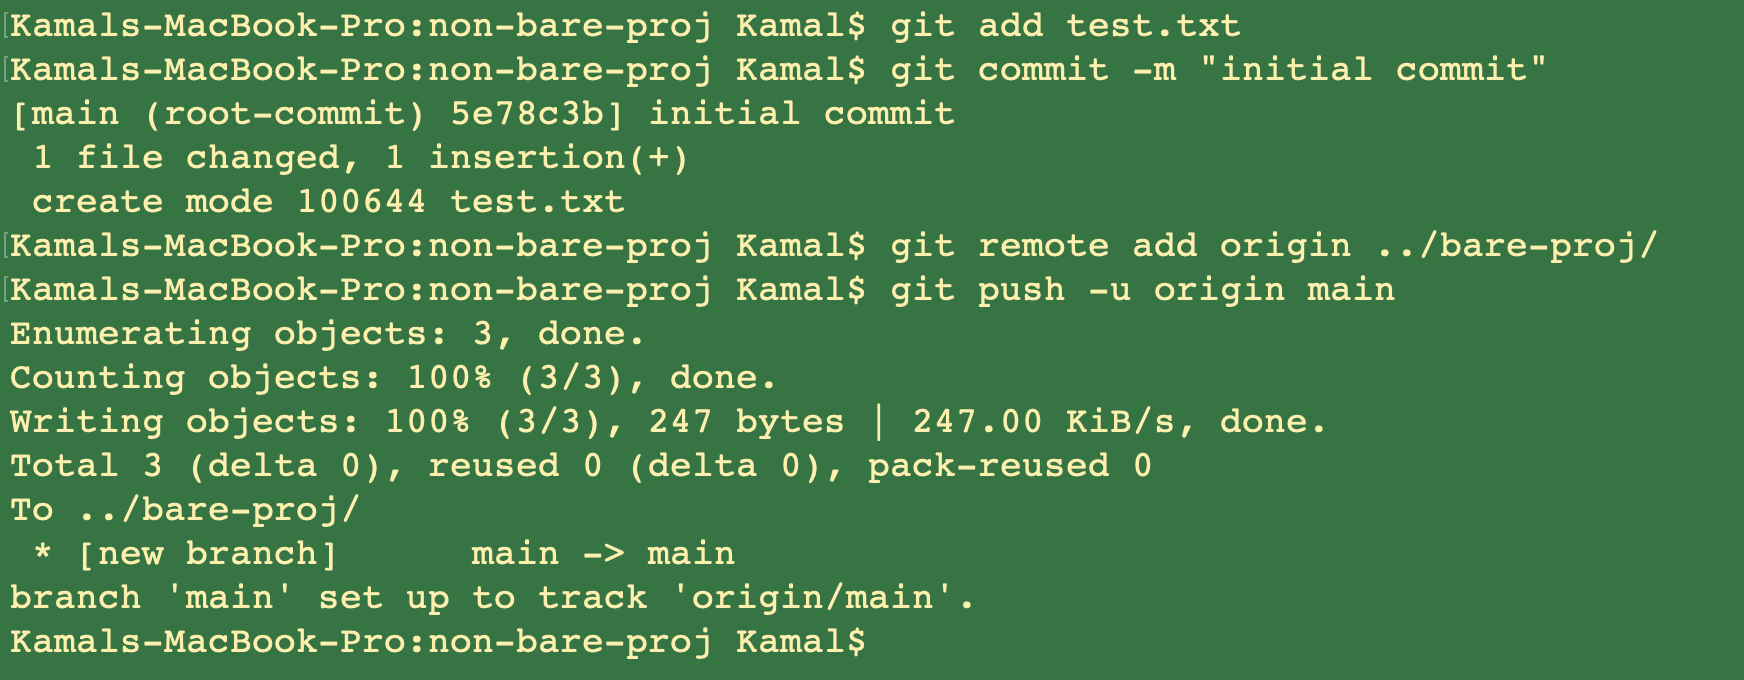 Kamals-MacBook-Pro:non-bare-proj Kamal$ git add test.txt
Kamals-MacBook-Pro:non-bare-proj Kamal$ git commit -m "initial commit"
[main (root-commit) 5e78c3b] initial commit
 1 file changed, 1 insertion(+)
 create mode 100644 test.txt
Kamals-MacBook-Pro:non-bare-proj Kamal$ git remote add origin ../bare-proj/
Kamals-MacBook-Pro:non-bare-proj Kamal$ git push -u origin main
Enumerating objects: 3, done.
Counting objects: 100% (3/3), done.
Writing objects: 100% (3/3), 247 bytes | 247.00 KiB/s, done.
Total 3 (delta 0), reused 0 (delta 0), pack-reused 0
To ../bare-proj/
 * [new branch]      main -> main
branch 'main' set up to track 'origin/main'.
Kamals-MacBook-Pro:non-bare-proj Kamal$